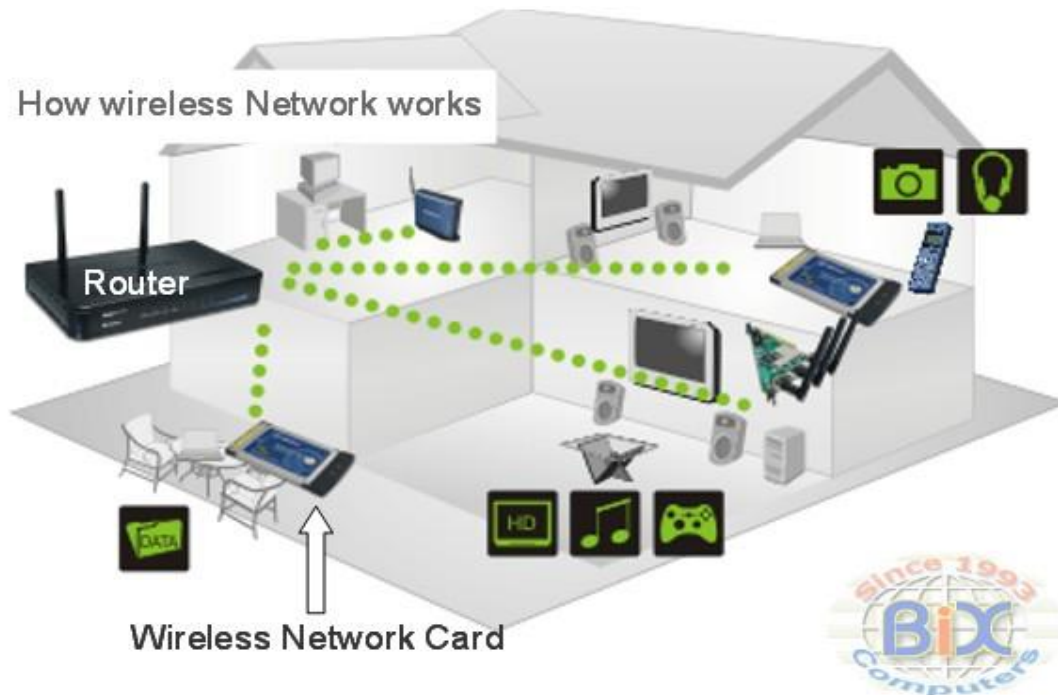 How wireless Network works
Router
DATA
HD
Wireless Network Card
Since 1993
BiX
Computers